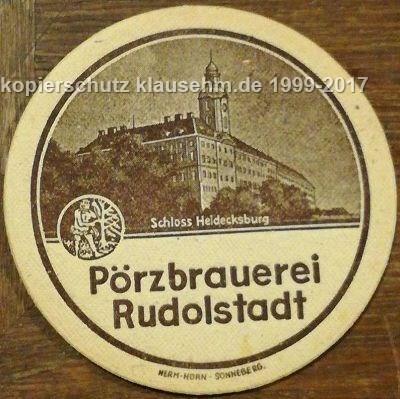 kopierschutz klausehm.de 1999-2017
Schloss Heidecksburg
Pörzbrauerei
Rudolstadt
HERM-HORN - SONNEBERG.